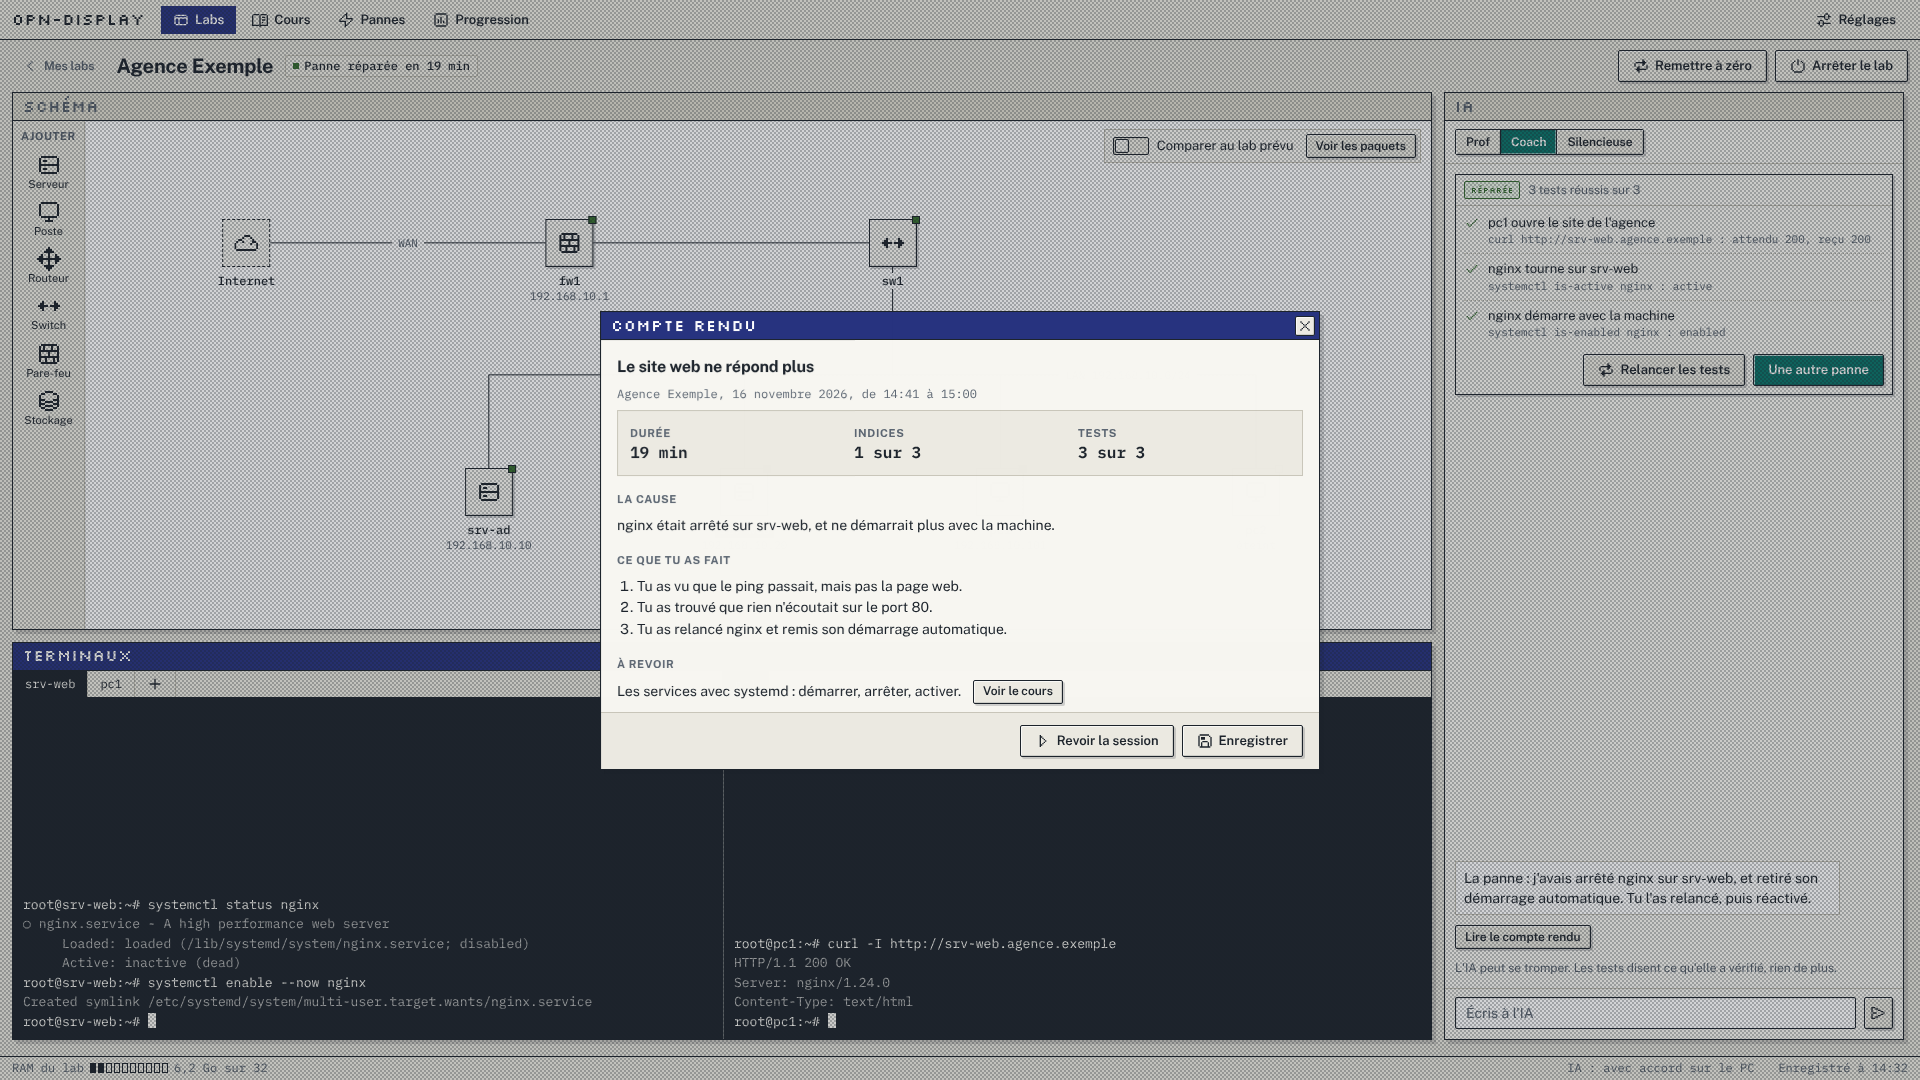 OPN-DISPLAY
Labs
Cours
Pannes
Progression
Réglages
Mes labs
Agence Exemple
Panne réparée en 19 min
Remettre à zéro
Arrêter le lab
SCHÉMA
AJOUTER
Serveur
Poste
Routeur
Switch
Pare-feu
Stockage
Comparer au lab prévu
Voir les paquets
Internet
WAN
fw1
192.168.10.1
sw1
srv-ad
192.168.10.10
COMPTE RENDU
Le site web ne répond plus
Agence Exemple, 16 novembre 2026, de 14:41 à 15:00
DURÉE
19 min
INDICES
1 sur 3
TESTS
3 sur 3
LA CAUSE
nginx était arrêté sur srv-web, et ne démarrait plus avec la machine.
CE QUE TU AS FAIT
1. Tu as vu que le ping passait, mais pas la page web.
2. Tu as trouvé que rien n'écoutait sur le port 80.
3. Tu as relancé nginx et remis son démarrage automatique.
À REVOIR
Les services avec systemd : démarrer, arrêter, activer.
Voir le cours
Revoir la session
Enregistrer
TERMINAUX
srv-web
pc1
root@srv-web:~# systemctl status nginx
○ nginx.service - A high performance web server
Loaded: loaded (/lib/systemd/system/nginx.service; disabled)
Active: inactive (dead)
root@srv-web:~# systemctl enable --now nginx
Created symlink /etc/systemd/system/multi-user.target.wants/nginx.service
root@srv-web:~#
root@pc1:~# curl -I http://srv-web.agence.exemple
HTTP/1.1 200 OK
Server: nginx/1.24.0
Content-Type: text/html
root@pc1:~#
IA
Prof
Coach
Silencieuse
RÉPARÉE
3 tests réussis sur 3
pc1 ouvre le site de l'agence
curl http://srv-web.agence.exemple : attendu 200, reçu 200
nginx tourne sur srv-web
systemctl is-active nginx : active
nginx démarre avec la machine
systemctl is-enabled nginx : enabled
Relancer les tests
Une autre panne
La panne : j'avais arrêté nginx sur srv-web, et retiré son
démarrage automatique. Tu l'as relancé, puis réactivé.
Lire le compte rendu
L'IA peut se tromper. Les tests disent ce qu'elle a vérifié, rien de plus.
Écris à l'IA
RAM du lab
6,2 Go sur 32
IA : avec accord sur le PC
Enregistré à 14:32